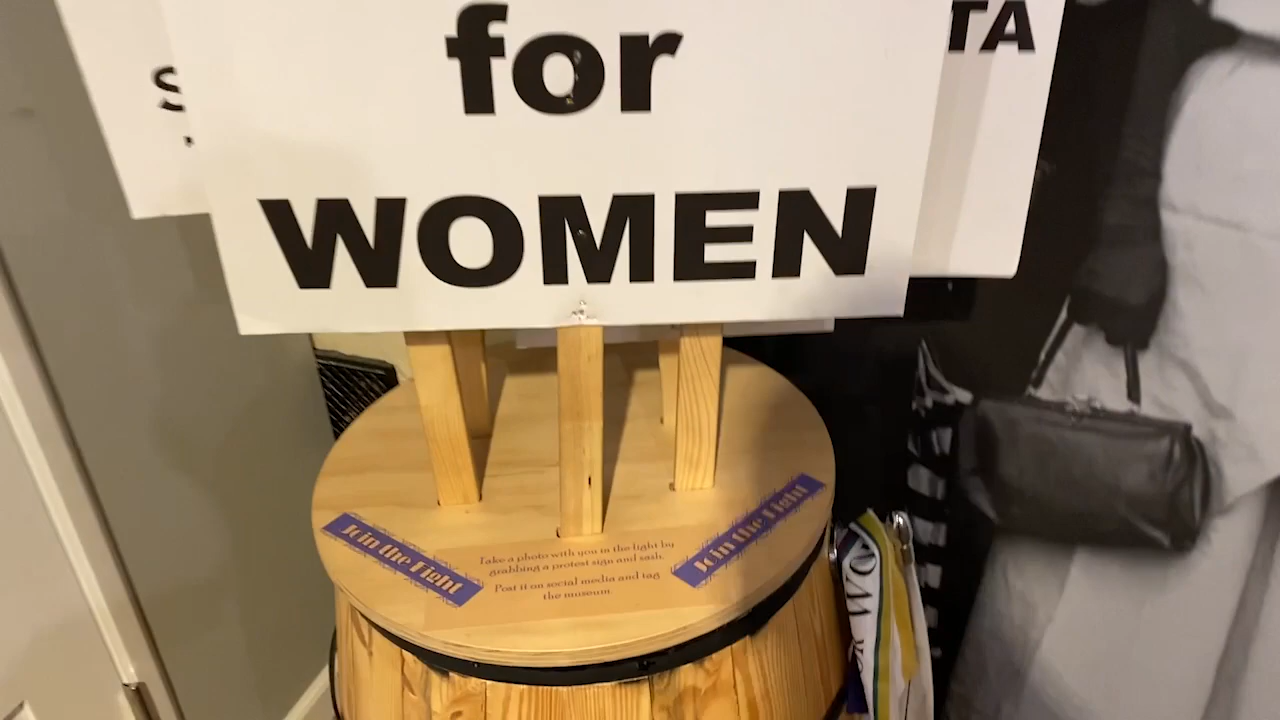 for
WOMEN
TA
Join the Fight
Join the Fight
Take a photo with you in the fight by
grabbing a protest sign and sash.
Post it on social media and tag
the museum.